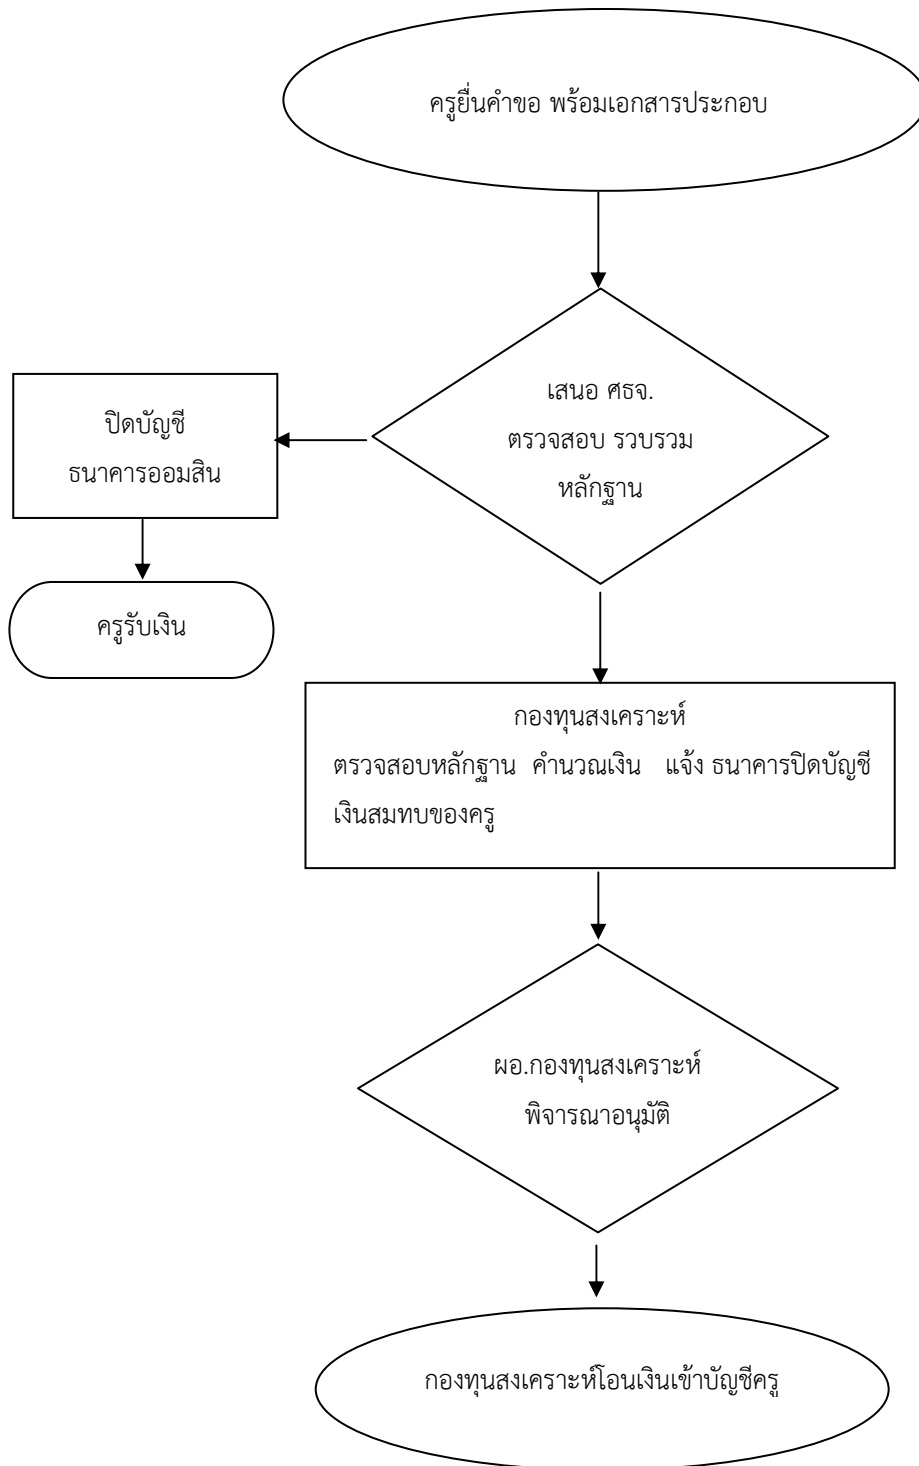 ครูยื่นคำขอ พร้อมเอกสารประกอบ
เสนอ ศธจ.
ตรวจสอบ รวบรวม
หลักฐาน
ปิดบัญชี
ธนาคารออมสิน
ครูรับเงิน
กองทุนสงเคราะห์
ตรวจสอบหลักฐาน คำนวณเงิน แจ้ง ธนาคารปิดบัญชี
เงินสมทบของครู
ผอ.กองทุนสงเคราะห์
พิจารณาอนุมัติ
กองทุนสงเคราะห์โอนเงินเข้าบัญชีครู